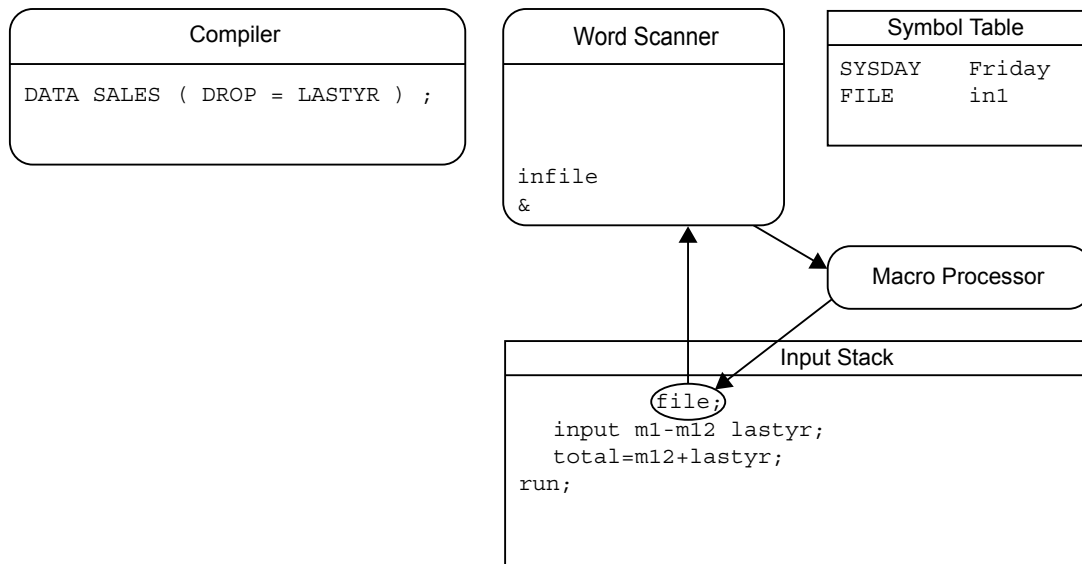 Compiler
DATA SALES ( DROP = LASTYR ) ;
Word Scanner
infile
&
Symbol Table
SYSDAY Friday
FILE in1
Macro Processor
Input Stack
file;
input m1-m12 lastyr;
total=m12+lastyr;
run;